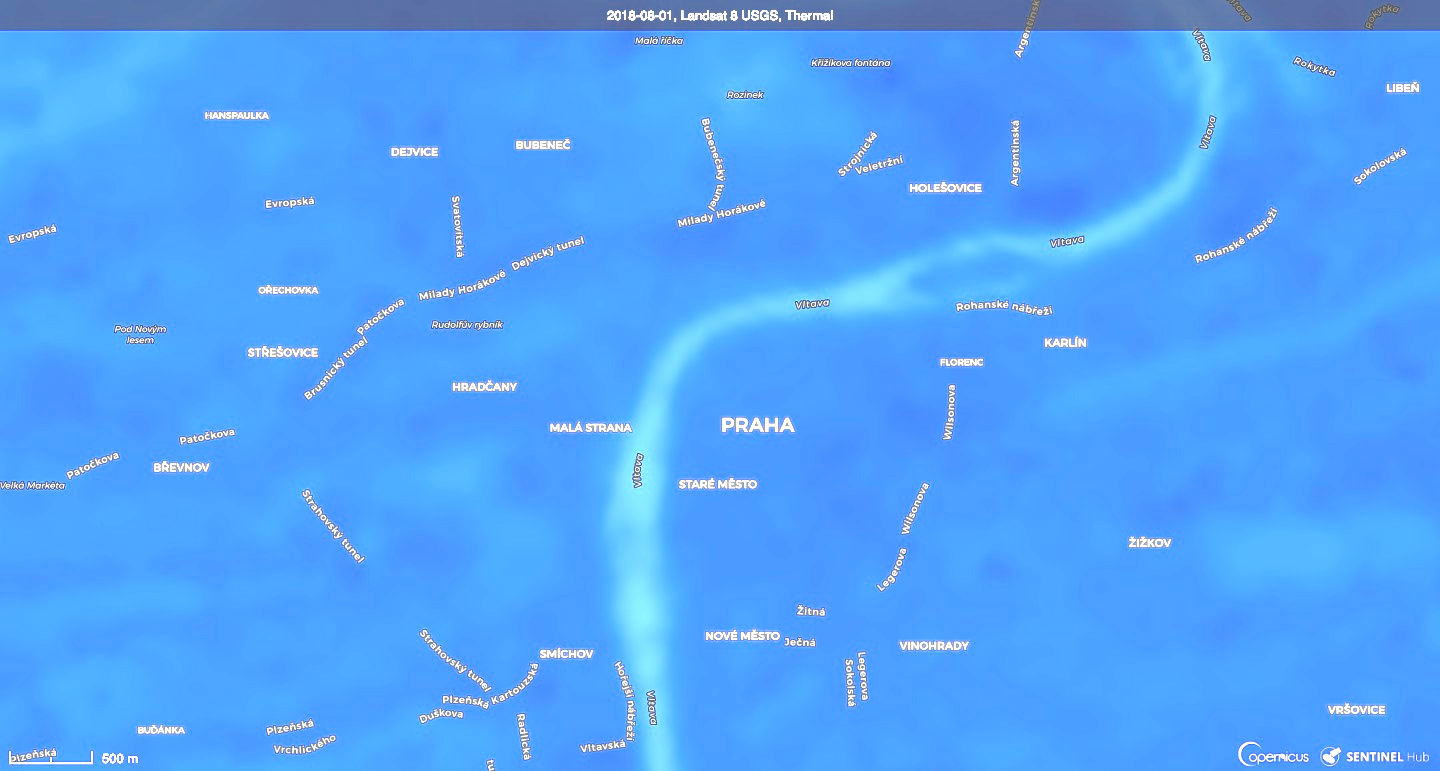 2018-08-01, Landsat 8 USGS, Thermal
Malá říčka
Argentinsk
Vltava
Rokytka
Vltava
Křižíkova fontána
Rokytka
LIBEŇ
Rozinek
HANSPAULKA
DEJVICE
BUBENEČ
Bubenečský tunel
Strojnická
Veletržní
Argentinská
Vltava
Sokolovská
HOLEŠOVICE
Evropská
Svatovítská
Milady Horákové
Evropská
Dejvický tunel
Vltava
Rohanské nábřeží
OŘECHOVKA
Milady Horákové
Patočkova
Vltava
Rohanské nábřeží
Pod Novým
lesem
Rudolfův rybník
STŘEŠOVICE
Brusnický tunel
KARLÍN
FLORENC
HRADČANY
Wilsonova
MALÁ STRANA
PRAHA
Patočkova
Patočkova
BŘEVNOV
Vltava
Velká Markéta
STARÉ MĚSTO
Wilsonova
Strahovský tunel
ŽIŽKOV
Legerova
Žitná
NOVÉ MĚSTO
Ječná
VINOHRADY
Strahovský tunel
SMÍCHOV
Kartouzská
Hořejší nábřeží
Vltava
Legerova
Sokolská
Plzeňská
Duškova
VRŠOVICE
BUĎÁNKA
Plzeňská
Vrchlického
Radlická
Vltavská
Plzeňská
500 m
tu
Copernicus
SENTINEL Hub